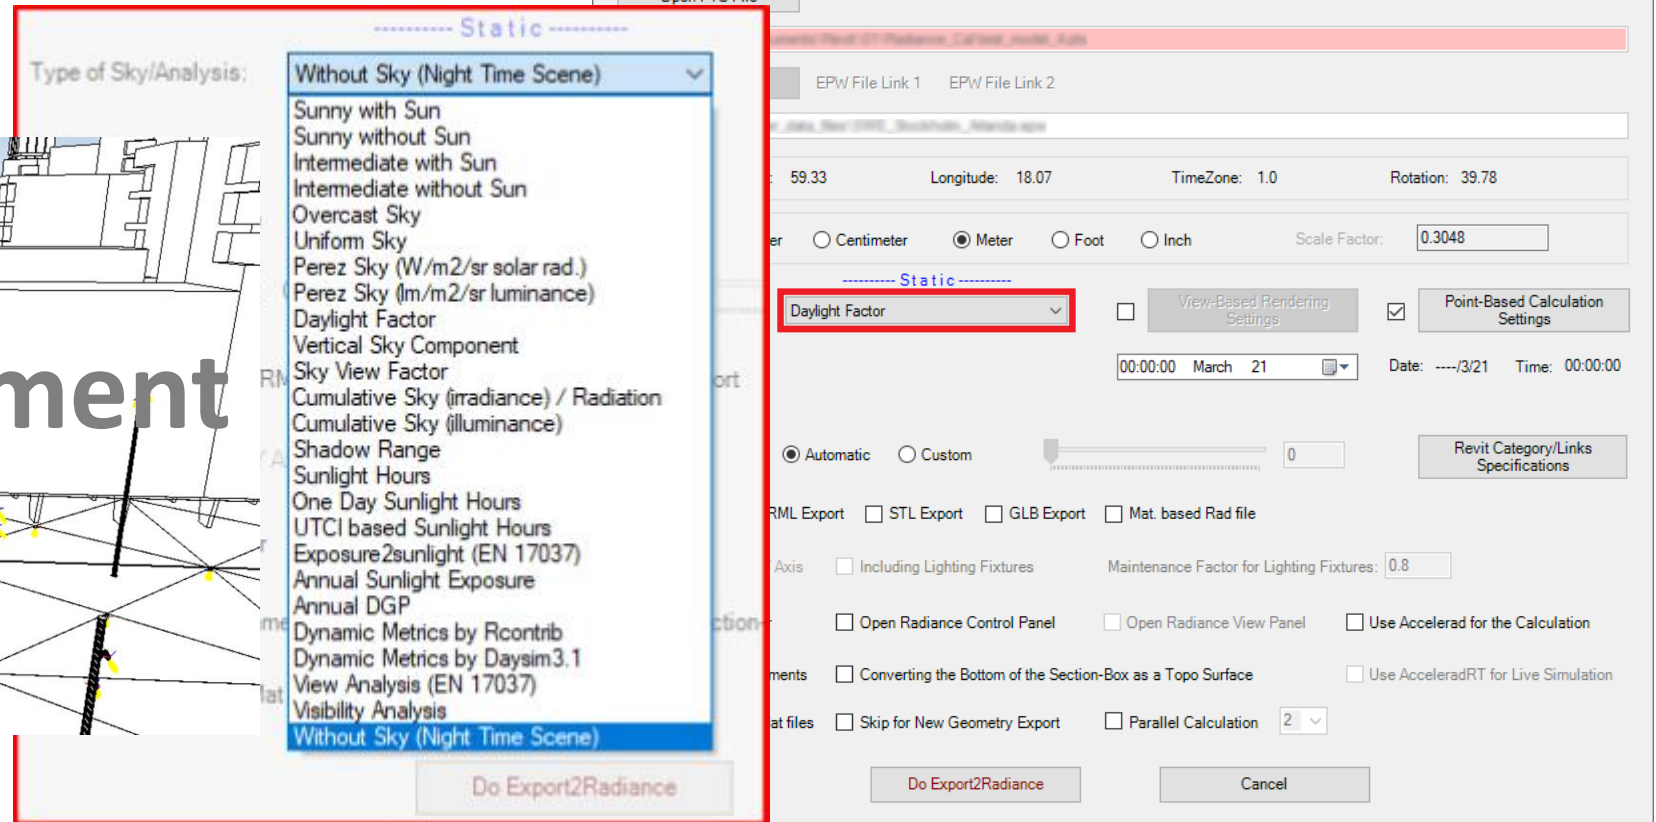 ---------- Static ----------
Type of Sky/Analysis:
Without Sky (Night Time Scene)
Sunny with Sun
Sunny without Sun
Intermediate with Sun
Intermediate without Sun
Overcast Sky
Uniform Sky
Perez Sky (W/m2/sr solar rad.)
Perez Sky (lm/m2/sr luminance)
Daylight Factor
Vertical Sky Component
Sky View Factor
Cumulative Sky (irradiance) / Radiation
Cumulative Sky (illuminance)
Shadow Range
Sunlight Hours
One Day Sunlight Hours
UTCI based Sunlight Hours
Exposure2sunlight (EN 17037)
Annual Sunlight Exposure
Annual DGP
Dynamic Metrics by Rcontrib
Dynamic Metrics by Daysim3.1
View Analysis (EN 17037)
Visibility Analysis
Without Sky (Night Time Scene)
Do Export2Radiance
ment
EPW File Link 1 EPW File Link 2
: 59.33 Longitude: 18.07 TimeZone: 1.0 Rotation: 39.78
er Centimeter Meter Foot Inch Scale Factor: 0.3048
---------- Static ----------
Daylight Factor
View-Based Rendering
Settings
Point-Based Calculation
Settings
00:00:00 March 21 Date: ----/3/21 Time: 00:00:00
Automatic Custom 0
Revit Category/Links
Specifications
RML Export STL Export GLB Export Mat. based Rad file
Axis Including Lighting Fixtures Maintenance Factor for Lighting Fixtures: 0.8
Open Radiance Control Panel Open Radiance View Panel Use Accelerad for the Calculation
ments Converting the Bottom of the Section-Box as a Topo Surface Use AcceleradRT for Live Simulation
at files Skip for New Geometry Export Parallel Calculation 2
Do Export2Radiance Cancel